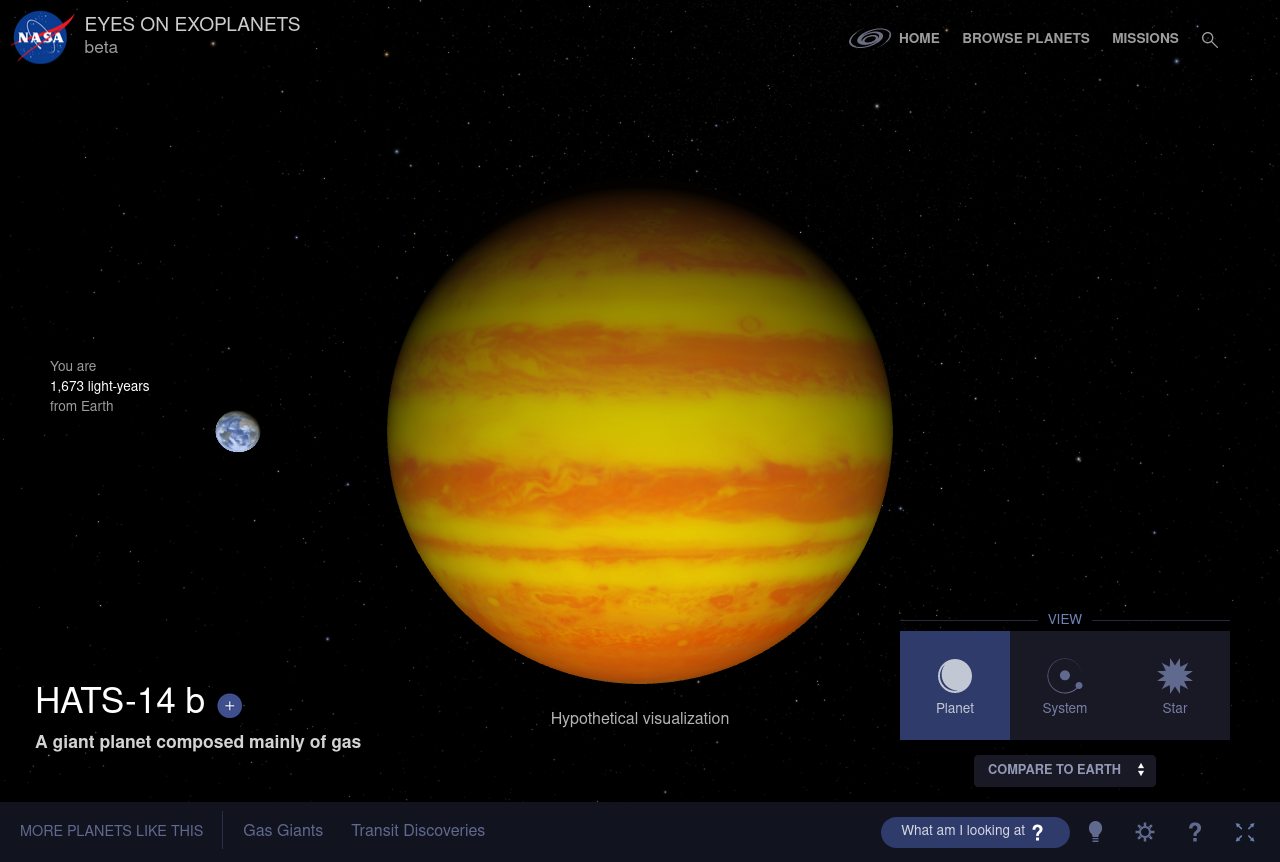 NASA
EYES ON EXOPLANETS
beta
HOME
BROWSE PLANETS
MISSIONS
You are
1,673 light-years
from Earth
HATS-14 b
+
A giant planet composed mainly of gas
Hypothetical visualization
VIEW
Planet
System
Star
COMPARE TO EARTH
MORE PLANETS LIKE THIS
Gas Giants
Transit Discoveries
What am I looking at ?
?